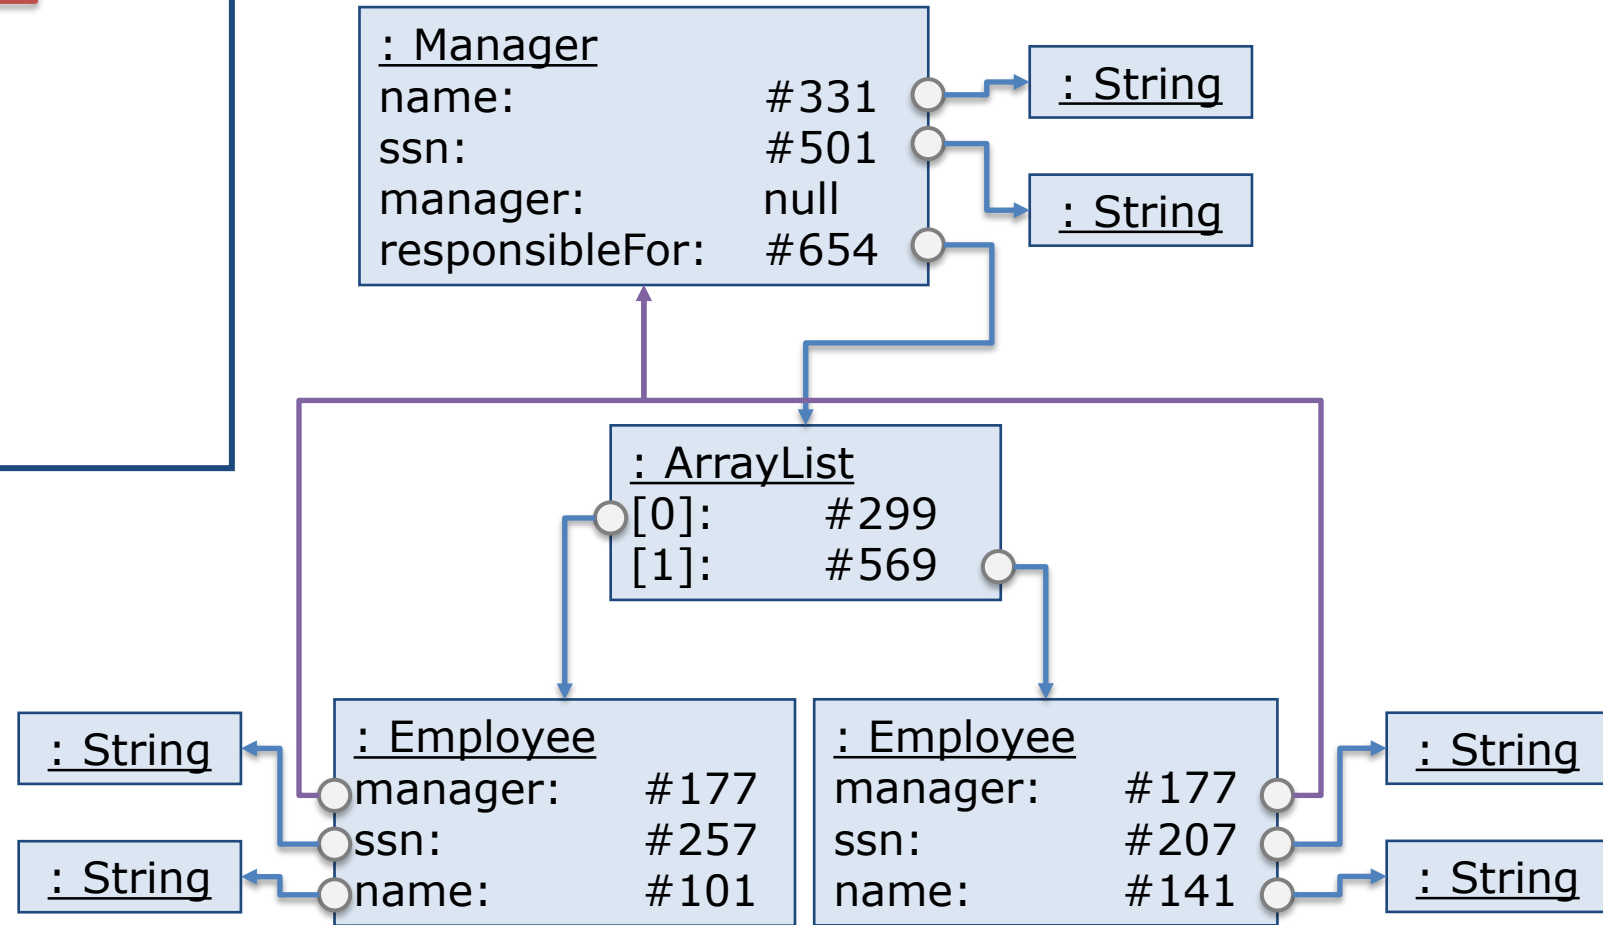 : Manager
name: #331
ssn: #501
manager: null
responsibleFor: #654
: String
: String
: ArrayList
[0]: #299
[1]: #569
: String
: String
: Employee
manager: #177
ssn: #257
name: #101
: Employee
manager: #177
ssn: #207
name: #141
: String
: String